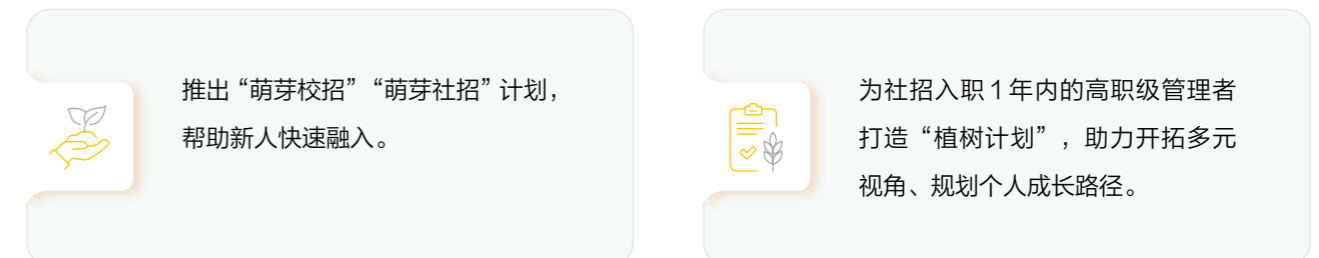 推出“萌芽校招”“萌芽社招”计划，
帮助新人快速融入。
为社招入职1年内的高职级管理者
打造“植树计划”，助力开拓多元
视角、规划个人成长路径。